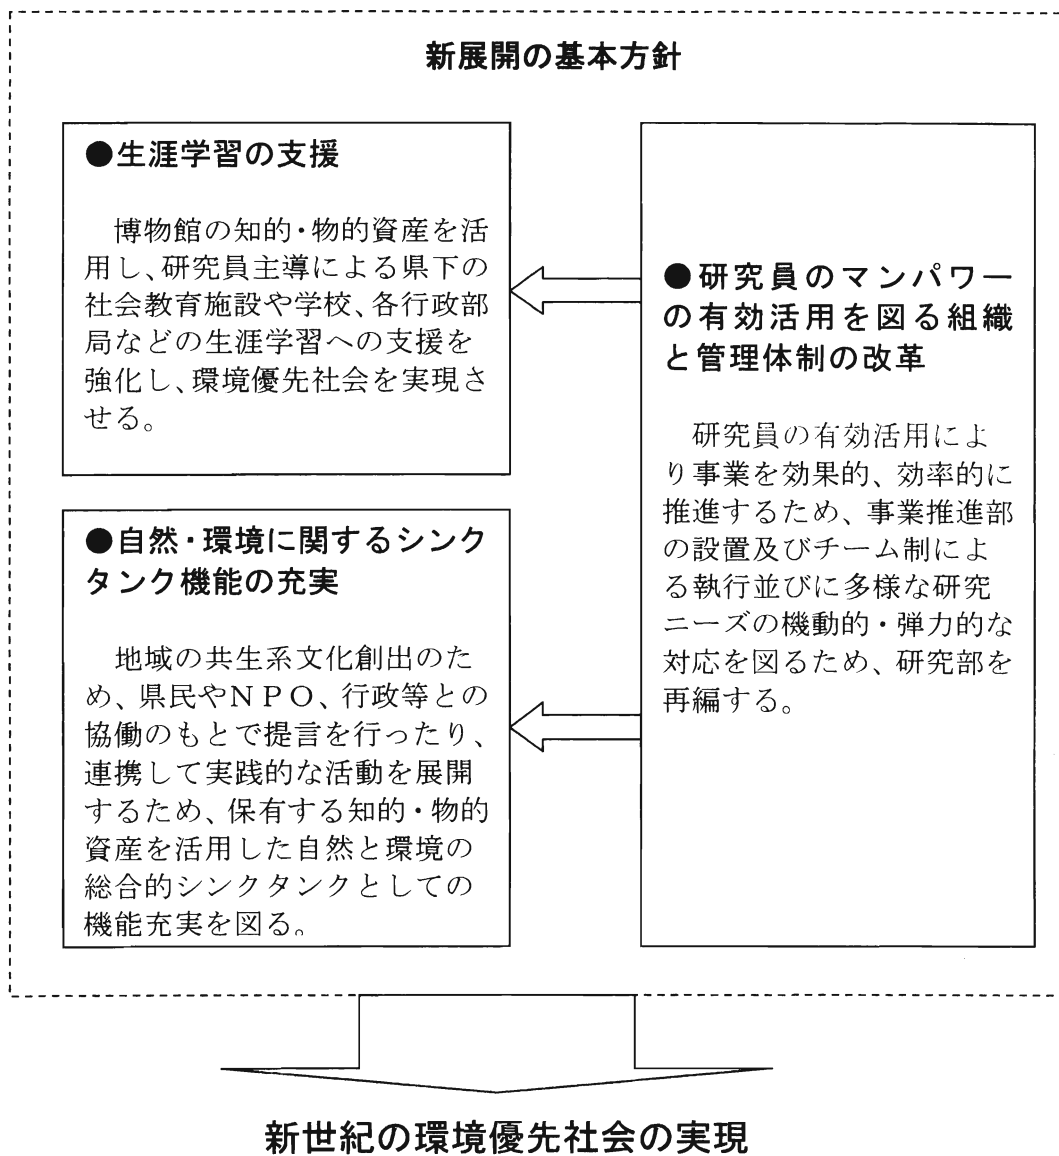 新展開の基本方針
●生涯学習の支援
博物館の知的・物的資産を活
用し、研究員主導による県下の
社会教育施設や学校、各行政部
局などの生涯学習への支援を
強化し、環境優先社会を実現さ
せる。
●自然・環境に関するシンク
タンク機能の充実
地域の共生系文化創出のた
め、県民やＮＰＯ、行政等との
協働のもとで提言を行ったり、
連携して実践的な活動を展開
するため、保有する知的・物的
資産を活用した自然と環境の
総合的シンクタンクとしての
機能充実を図る。
●研究員のマンパワー
の有効活用を図る組織
と管理体制の改革
研究員の有効活用によ
り事業を効果的、効率的に
推進するため、事業推進部
の設置及びチーム制によ
る執行並びに多様な研究
ニーズの機動的・弾力的な
対応を図るため、研究部を
再編する。
新世紀の環境優先社会の実現